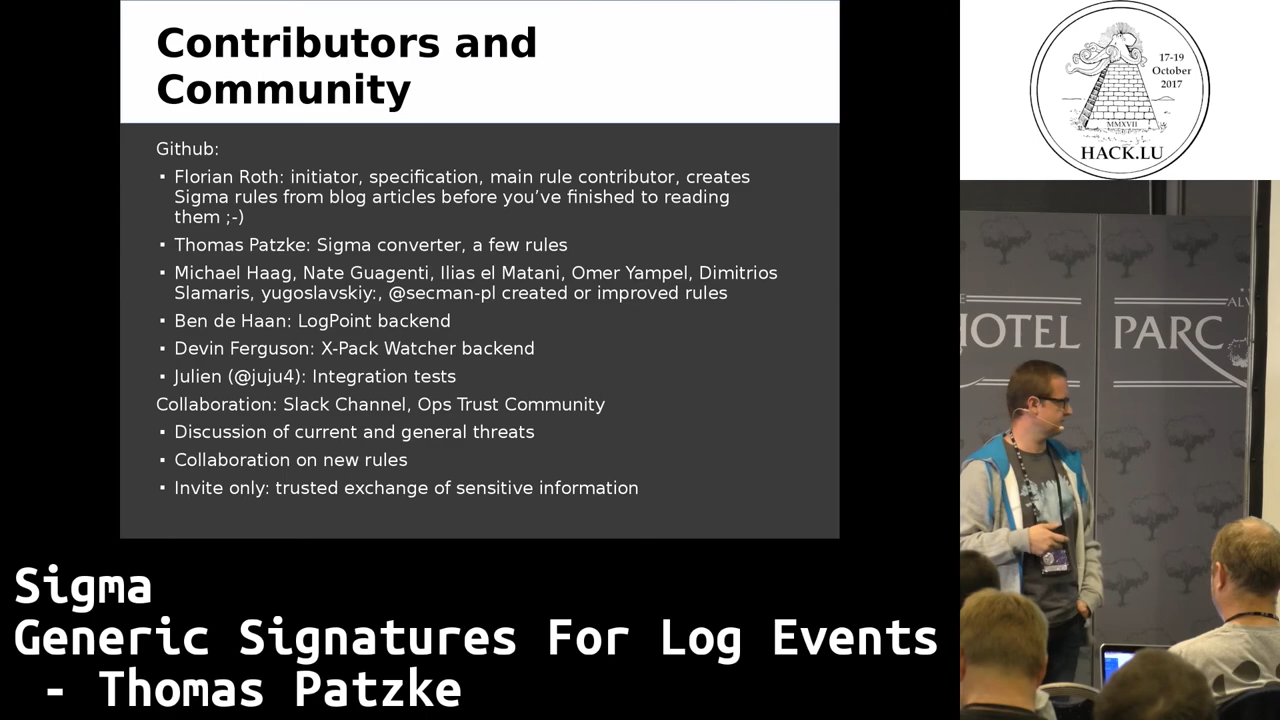 Contributors and
Community
Github:
▪ Florian Roth: initiator, specification, main rule contributor, creates
Sigma rules from blog articles before you’ve finished to reading
them ;-)
▪ Thomas Patzke: Sigma converter, a few rules
▪ Michael Haag, Nate Guagenti, Ilias el Matani, Omer Yampel, Dimitrios
Slamaris, yugoslavskiy:, @secman-pl created or improved rules
▪ Ben de Haan: LogPoint backend
▪ Devin Ferguson: X-Pack Watcher backend
▪ Julien (@juju4): Integration tests
Collaboration: Slack Channel, Ops Trust Community
▪ Discussion of current and general threats
▪ Collaboration on new rules
▪ Invite only: trusted exchange of sensitive information
Sigma
Generic Signatures For Log Events
- Thomas Patzke
17-19
October
2017
MMXVII
HACK.LU
HOTEL PARC